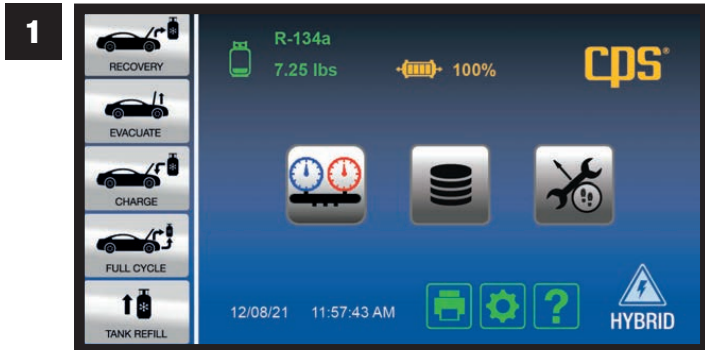 1
RECOVERY
EVACUATE
CHARGE
FULL CYCLE
TANK REFILL
R-134a
7.25 lbs
100%
cps®
12/08/21 11:57:43 AM
?
HYBRID